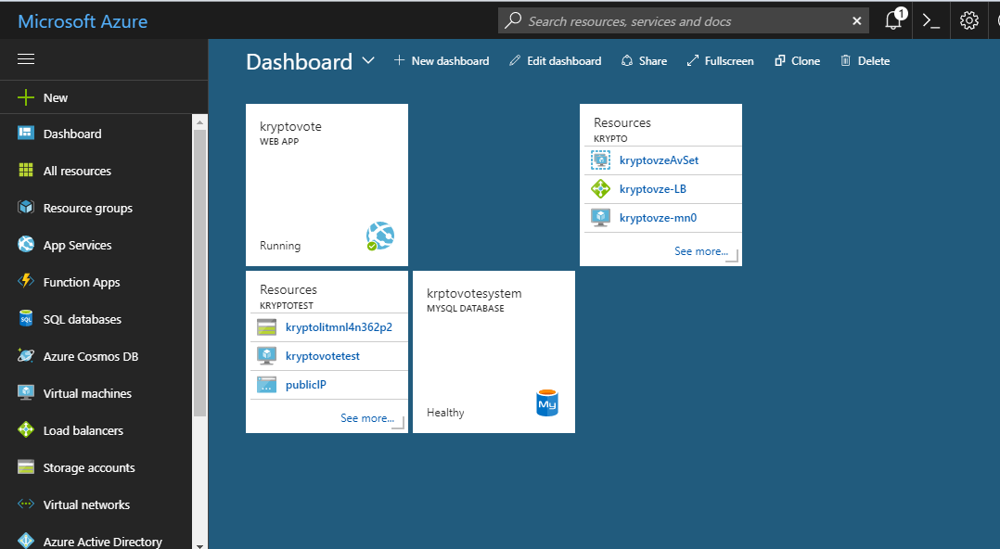 Microsoft Azure
Search resources, services and docs
1
Dashboard
New dashboard
Edit dashboard
Share
Fullscreen
Clone
Delete
New
Dashboard
All resources
Resource groups
App Services
Function Apps
SQL databases
Azure Cosmos DB
Virtual machines
Load balancers
Storage accounts
Virtual networks
Azure Active Directory
kryptovote
WEB APP
Running
Resources
KRYPTO
kryptovzeAvSet
kryptovze-LB
kryptovze-mn0
See more...
Resources
KRYPTOTEST
kryptolitmnl4n362p2
kryptovotetest
publicIP
See more...
krptovotesystem
MYSQL DATABASE
My
Healthy